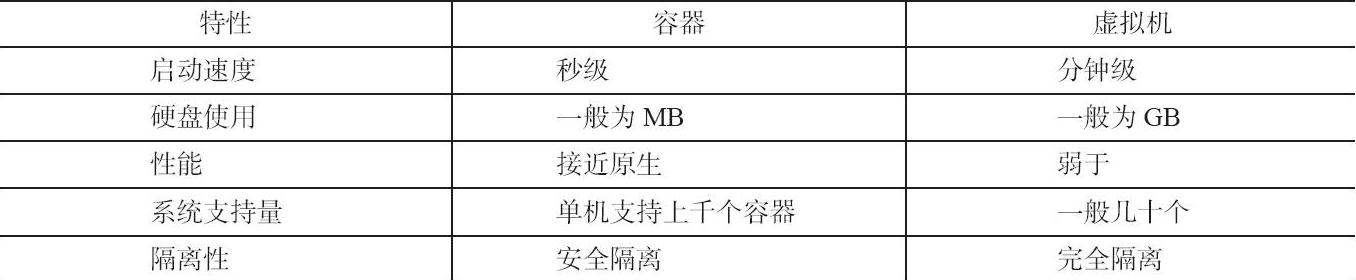 特性 容器 虚拟机
启动速度 秒级 分钟级
硬盘使用 一般为 MB 一般为 GB
性能 接近原生 弱于
系统支持量 单机支持上千个容器 一般几十个
隔离性 安全隔离 完全隔离